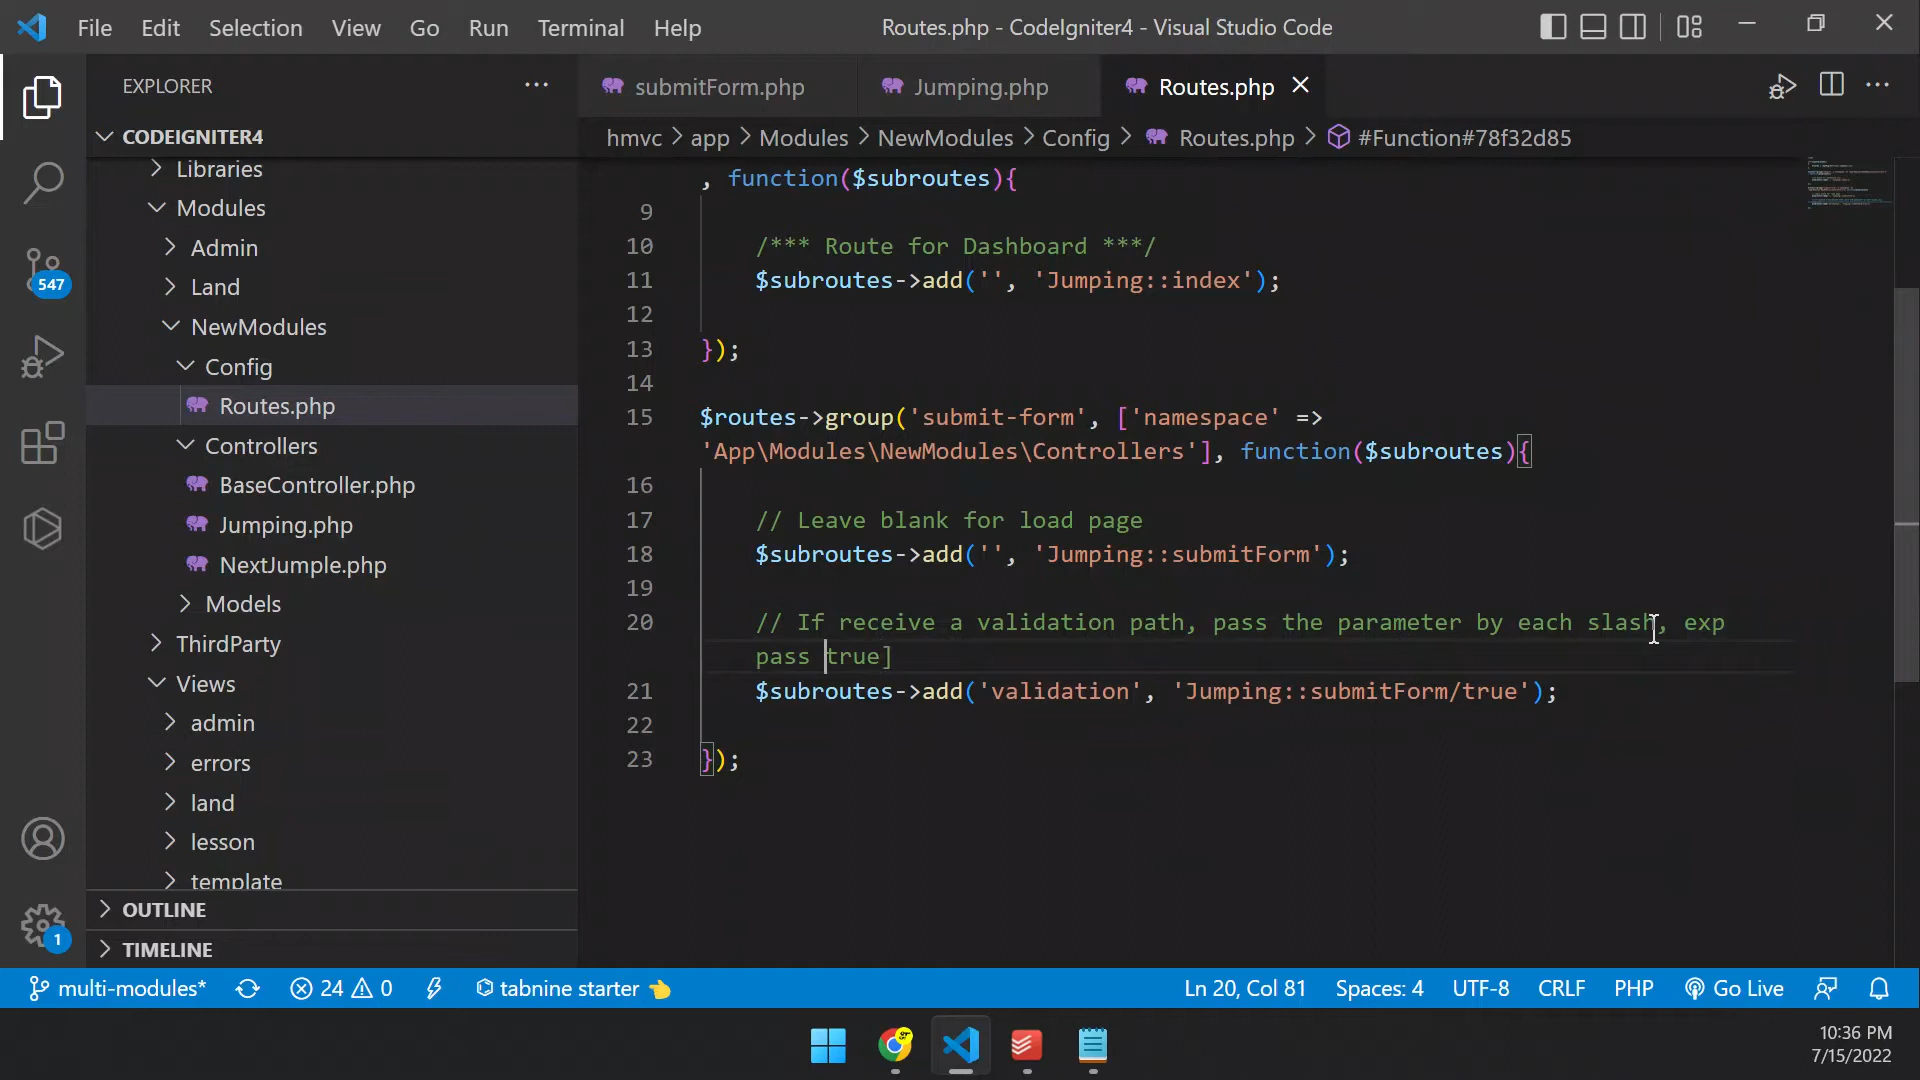 File Edit Selection View Go Run Terminal Help Routes.php - CodeIgniter4 - Visual Studio Code
EXPLORER
submitForm.php Jumping.php Routes.php
CODEIGNITER4
hmvc > app > Modules > NewModules > Config > Routes.php > #Function#78f32d85
Libraries
Modules
Admin
Land
NewModules
Config
Routes.php
Controllers
BaseController.php
Jumping.php
NextJumple.php
Models
ThirdParty
Views
admin
errors
land
lesson
template
OUTLINE
TIMELINE
547
1
, function($subroutes){
9
10 /*** Route for Dashboard ***/
11 $subroutes->add('', 'Jumping::index');
12
13 });
14
15 $routes->group('submit-form', ['namespace' =>
'App\Modules\NewModules\Controllers'], function($subroutes){
16
17 // Leave blank for load page
18 $subroutes->add('', 'Jumping::submitForm');
19
20 // If receive a validation path, pass the parameter by each slash, exp
pass true]
21 $subroutes->add('validation', 'Jumping::submitForm/true');
22
23 });
multi-modules* 24 0 tabnine starter Ln 20, Col 81 Spaces: 4 UTF-8 CRLF PHP Go Live
10:36 PM
7/15/2022